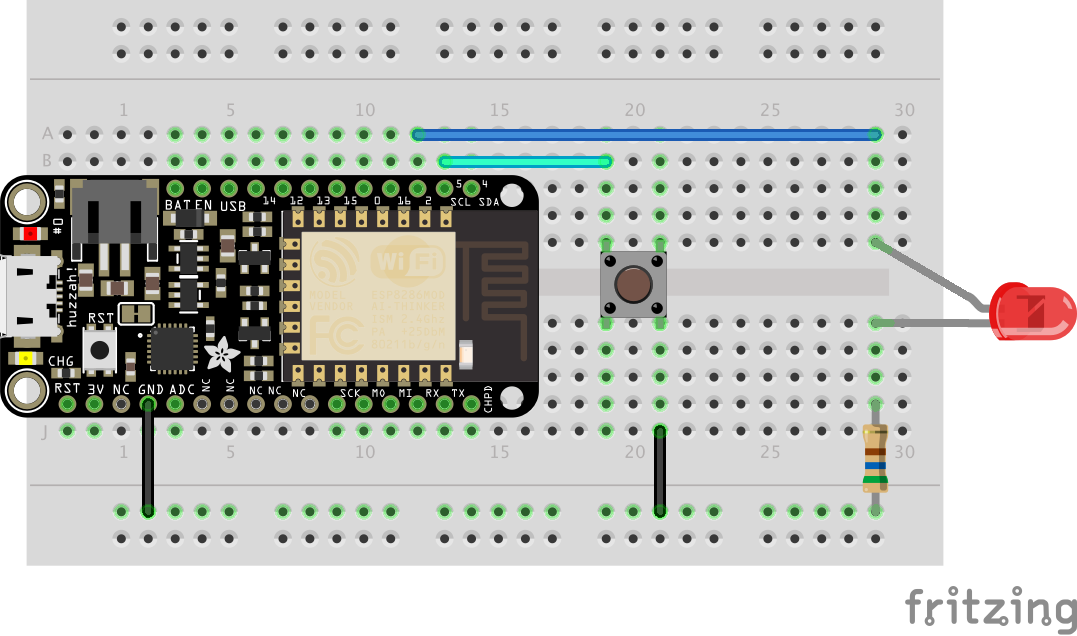 1 5 10 15 20 25 30
A
B
5 4
BAT EN USB 14 12 13 15 0 16 2 SCL SDA
#0
WiFi
huzzah!
FC
RST
CHG
RST 3V NC GND ADC NC NC NC NC NC SCK MO MI RX TX CHPD
J
1 5 10 15 20 25 30
fritzing